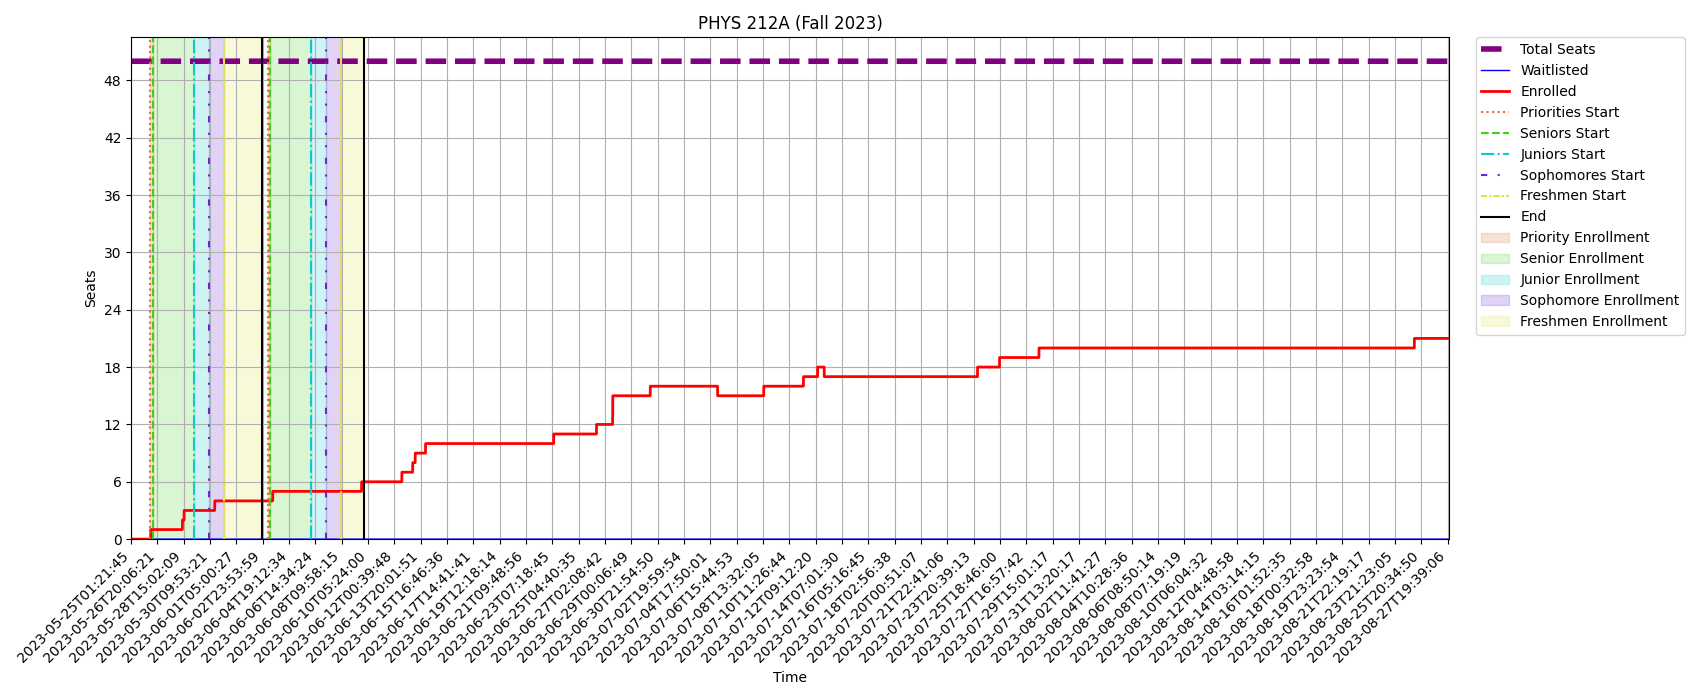 PHYS 212A (Fall 2023)
Seats
48
42
36
30
24
18
12
6
0
2023-05-25T01:21:45
2023-05-26T20:06:21
2023-05-28T15:02:09
2023-05-30T09:53:21
2023-06-01T05:00:27
2023-06-02T23:53:59
2023-06-04T19:12:34
2023-06-06T14:34:24
2023-06-08T09:58:15
2023-06-10T05:24:00
2023-06-12T00:39:48
2023-06-13T20:01:51
2023-06-15T16:46:36
2023-06-17T14:41:41
2023-06-19T12:18:14
2023-06-21T09:48:56
2023-06-23T07:18:45
2023-06-25T04:40:35
2023-06-27T02:08:42
2023-06-29T00:06:49
2023-06-30T21:54:50
2023-07-02T19:59:54
2023-07-04T17:50:01
2023-07-06T15:44:53
2023-07-08T13:32:05
2023-07-10T11:26:44
2023-07-12T09:12:20
2023-07-14T07:01:30
2023-07-16T05:16:45
2023-07-18T02:56:38
2023-07-20T00:51:07
2023-07-21T22:41:06
2023-07-23T20:39:13
2023-07-25T18:46:00
2023-07-27T16:57:42
2023-07-29T15:01:17
2023-07-31T13:20:17
2023-08-02T11:41:27
2023-08-04T10:28:36
2023-08-06T08:50:14
2023-08-08T07:19:19
2023-08-10T06:04:32
2023-08-12T04:48:58
2023-08-14T03:14:15
2023-08-16T01:52:35
2023-08-18T00:32:58
2023-08-19T23:23:54
2023-08-21T22:19:17
2023-08-23T21:23:05
2023-08-25T20:34:50
2023-08-27T19:39:06
Time
Total Seats
Waitlisted
Enrolled
Priorities Start
Seniors Start
Juniors Start
Sophomores Start
Freshmen Start
End
Priority Enrollment
Senior Enrollment
Junior Enrollment
Sophomore Enrollment
Freshmen Enrollment